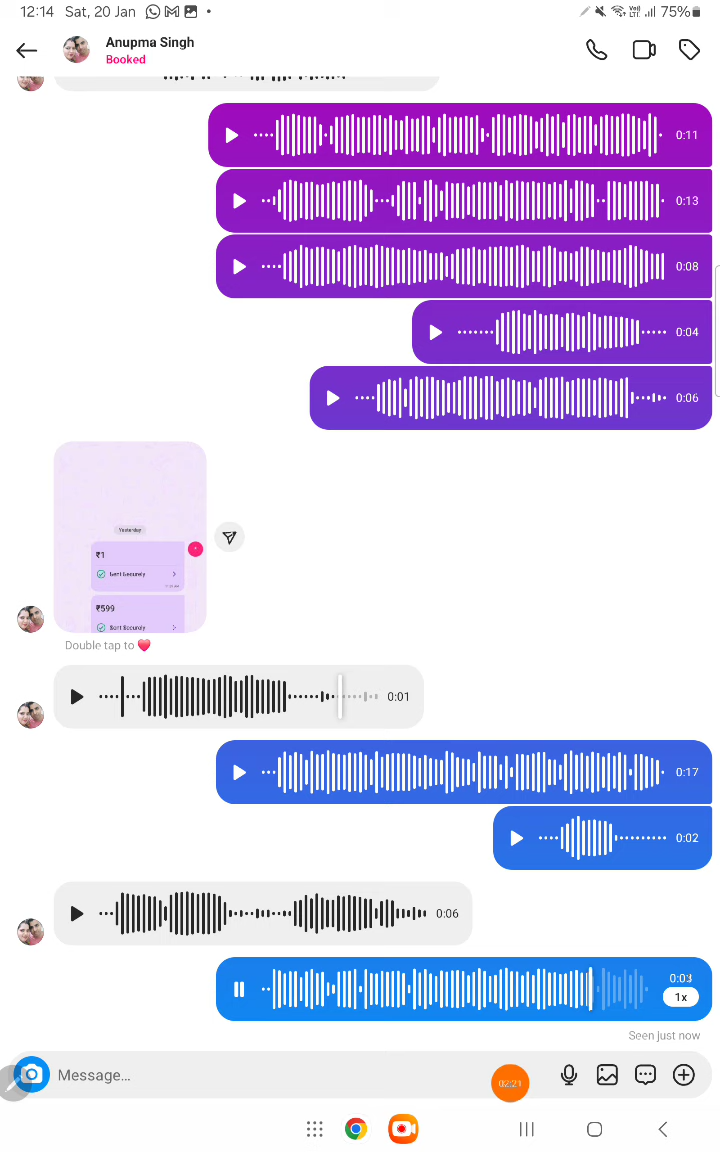 12:14 Sat, 20 Jan 75%
Anupma Singh
Booked
0:11
0:13
0:08
0:04
0:06
Yesterday
₹1
Sent Securely
₹599
Sent Securely
Double tap to ❤️
0:01
0:17
0:02
0:06
0:03
1x
Seen just now
Message...
02:21